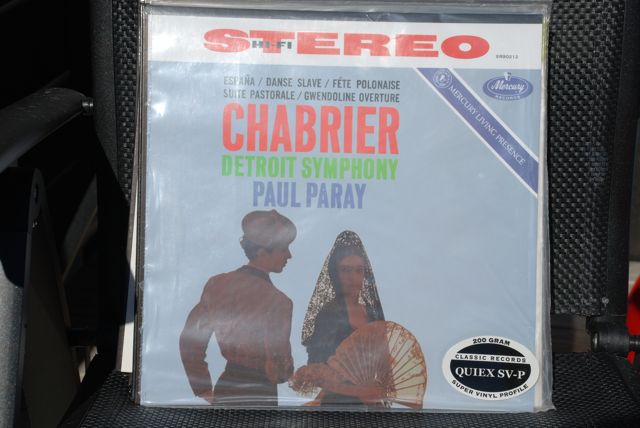 STEREO
HI-FI
SR90212
ESPAÑA / DANSE SLAVE / FÊTE POLONAISE
SUITE PASTORALE / GWENDOLINE OVERTURE
CHABRIER
DETROIT SYMPHONY
PAUL PARAY
Mercury
RECORDS
MERCURY LIVING PRESENCE
200 GRAM
CLASSIC RECORDS
QUIEX SV-P
SUPER VINYL PROFILE